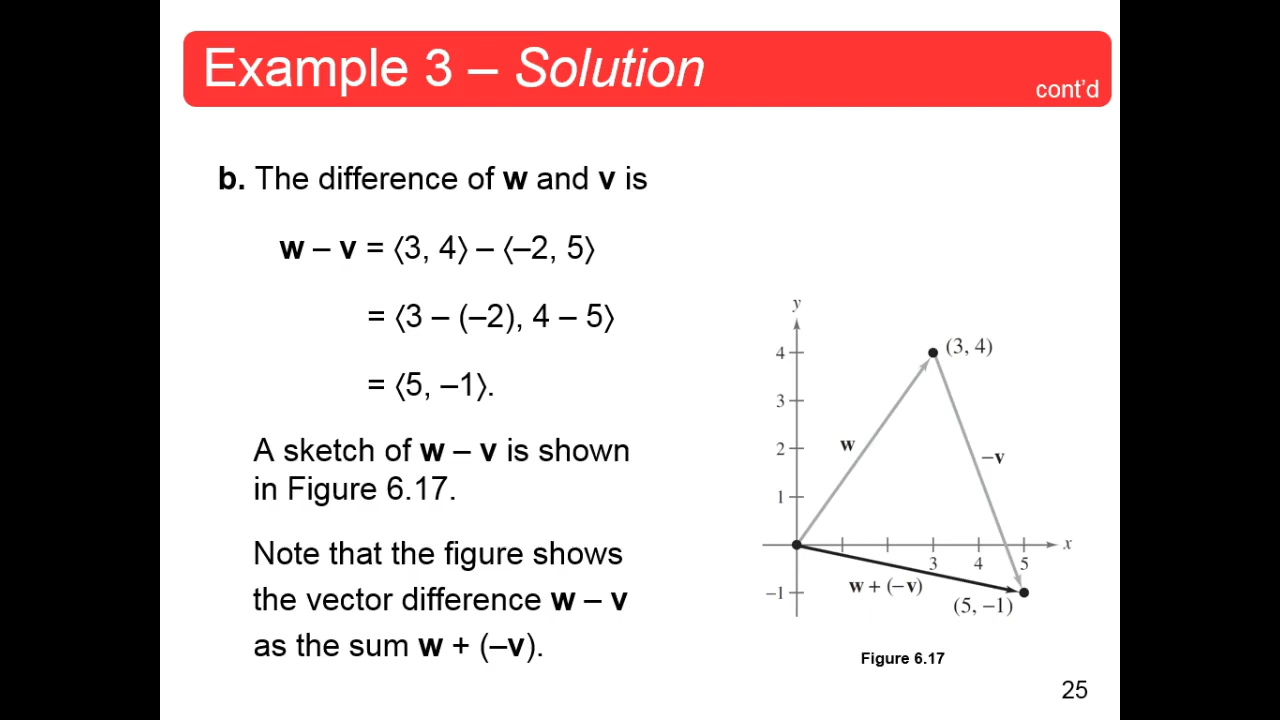 Example 3 – Solution
cont'd
b. The difference of w and v is
w – v = ⟨3, 4⟩ – ⟨–2, 5⟩
= ⟨3 – (–2), 4 – 5⟩
= ⟨5, –1⟩.
A sketch of w – v is shown
in Figure 6.17.
Note that the figure shows
the vector difference w – v
as the sum w + (–v).
y
4
(3, 4)
3
2
w
–v
1
x
3 4 5
–1
w + (–v)
(5, –1)
Figure 6.17
25